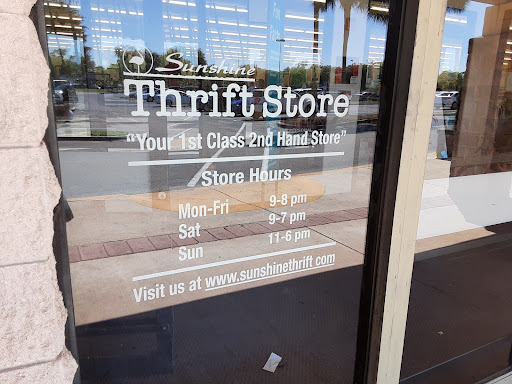 Sunshine
Thrift Store
"Your 1st Class 2nd Hand Store"
Store Hours
Mon-Fri 9-8 pm
Sat 9-7 pm
Sun 11-6 pm
Visit us at www.sunshinethrift.com